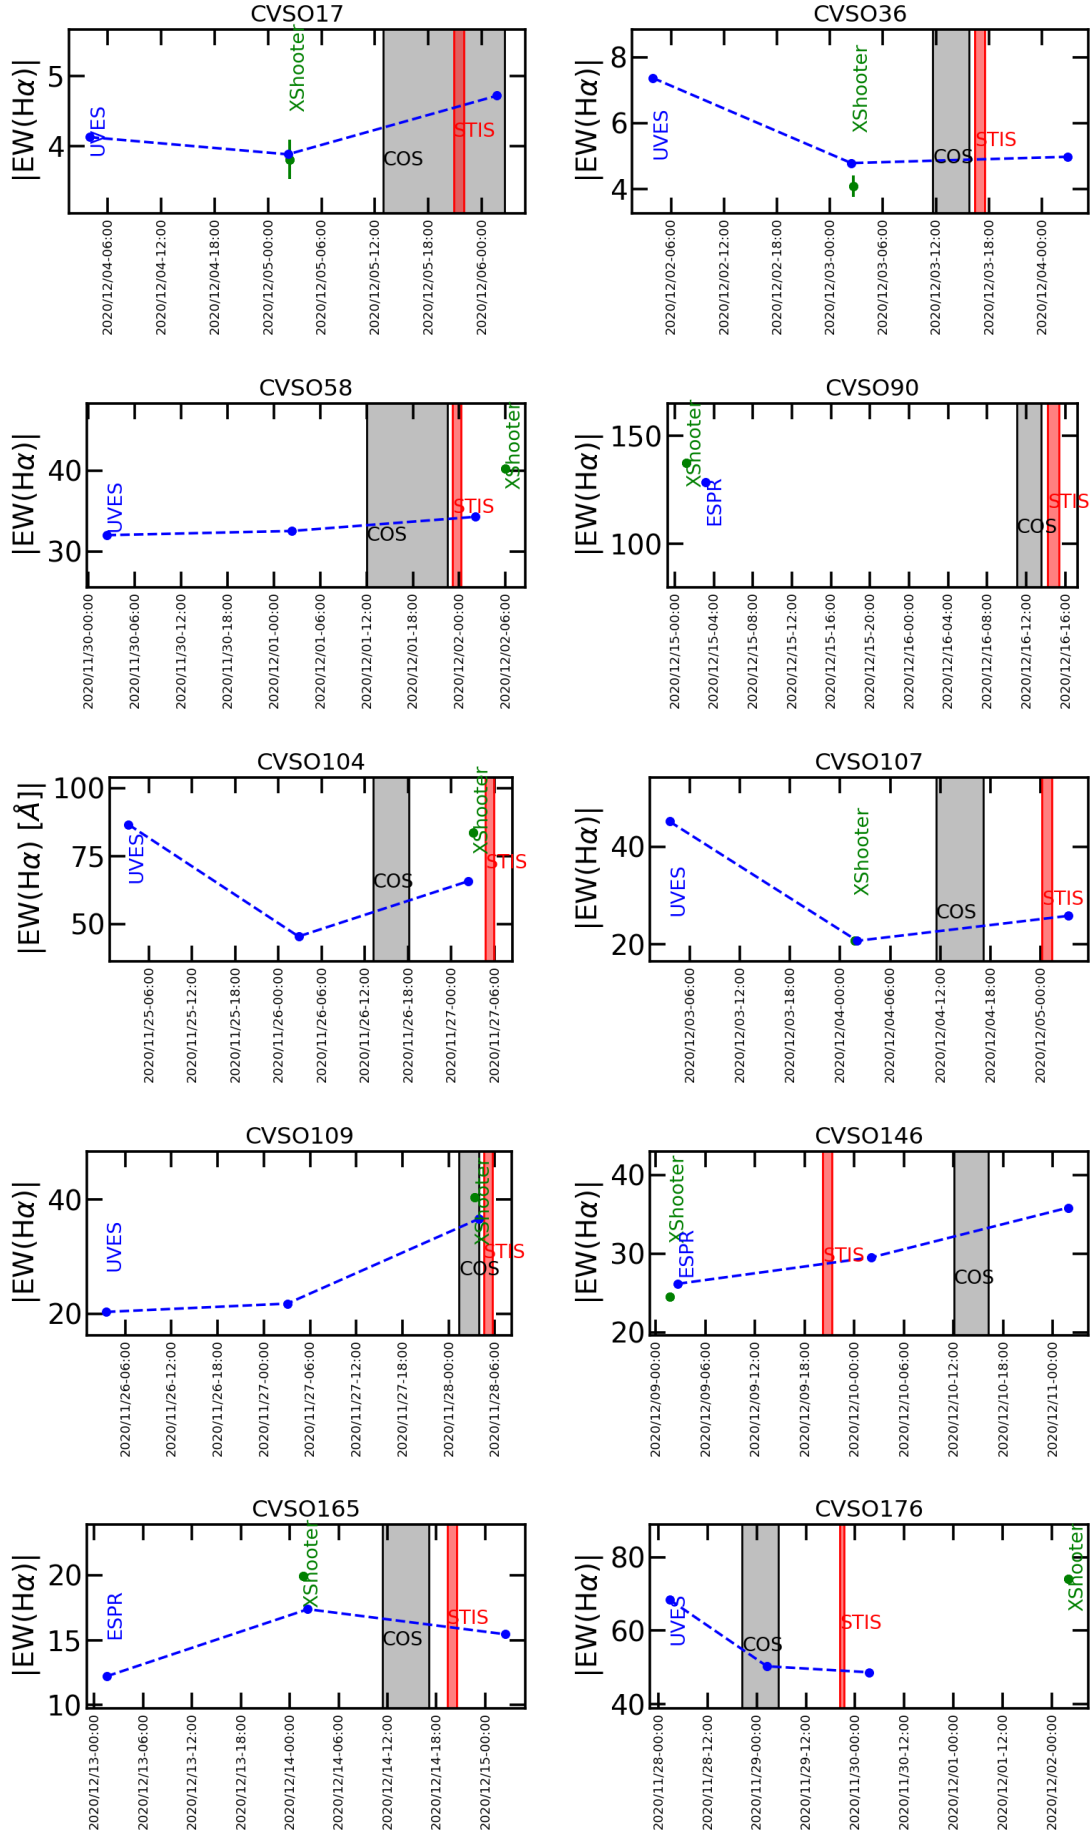 CVSO17
|EW(Hα)|
5
4
UVES
XShooter
COS
STIS
2020/12/04-06:00
2020/12/04-12:00
2020/12/04-18:00
2020/12/05-00:00
2020/12/05-06:00
2020/12/05-12:00
2020/12/05-18:00
2020/12/06-00:00
CVSO36
|EW(Hα)|
8
6
4
UVES
XShooter
COS
STIS
2020/12/02-06:00
2020/12/02-12:00
2020/12/02-18:00
2020/12/03-00:00
2020/12/03-06:00
2020/12/03-12:00
2020/12/03-18:00
2020/12/04-00:00
CVSO58
|EW(Hα)|
40
30
UVES
COS
STIS
XShooter
2020/11/30-00:00
2020/11/30-06:00
2020/11/30-12:00
2020/11/30-18:00
2020/12/01-00:00
2020/12/01-06:00
2020/12/01-12:00
2020/12/01-18:00
2020/12/02-00:00
2020/12/02-06:00
CVSO90
|EW(Hα)|
150
100
XShooter
ESPR
COS
STIS
2020/12/15-00:00
2020/12/15-04:00
2020/12/15-08:00
2020/12/15-12:00
2020/12/15-16:00
2020/12/15-20:00
2020/12/16-00:00
2020/12/16-04:00
2020/12/16-08:00
2020/12/16-12:00
2020/12/16-16:00
CVSO104
|EW(Hα) [Å]|
100
75
50
UVES
COS
XShooter
STIS
2020/11/25-06:00
2020/11/25-12:00
2020/11/25-18:00
2020/11/26-00:00
2020/11/26-06:00
2020/11/26-12:00
2020/11/26-18:00
2020/11/27-00:00
2020/11/27-06:00
CVSO107
|EW(Hα)|
40
20
UVES
XShooter
COS
STIS
2020/12/03-06:00
2020/12/03-12:00
2020/12/03-18:00
2020/12/04-00:00
2020/12/04-06:00
2020/12/04-12:00
2020/12/04-18:00
2020/12/05-00:00
CVSO109
|EW(Hα)|
40
20
UVES
COS
XShooter
STIS
2020/11/26-06:00
2020/11/26-12:00
2020/11/26-18:00
2020/11/27-00:00
2020/11/27-06:00
2020/11/27-12:00
2020/11/27-18:00
2020/11/28-00:00
2020/11/28-06:00
CVSO146
|EW(Hα)|
40
30
20
XShooter
ESPR
STIS
COS
2020/12/09-00:00
2020/12/09-06:00
2020/12/09-12:00
2020/12/09-18:00
2020/12/10-00:00
2020/12/10-06:00
2020/12/10-12:00
2020/12/10-18:00
2020/12/11-00:00
CVSO165
|EW(Hα)|
20
15
10
ESPR
XShooter
COS
STIS
2020/12/13-00:00
2020/12/13-06:00
2020/12/13-12:00
2020/12/13-18:00
2020/12/14-00:00
2020/12/14-06:00
2020/12/14-12:00
2020/12/14-18:00
2020/12/15-00:00
CVSO176
|EW(Hα)|
80
60
40
UVES
COS
STIS
XShooter
2020/11/28-00:00
2020/11/28-12:00
2020/11/29-00:00
2020/11/29-12:00
2020/11/30-00:00
2020/11/30-12:00
2020/12/01-00:00
2020/12/01-12:00
2020/12/02-00:00